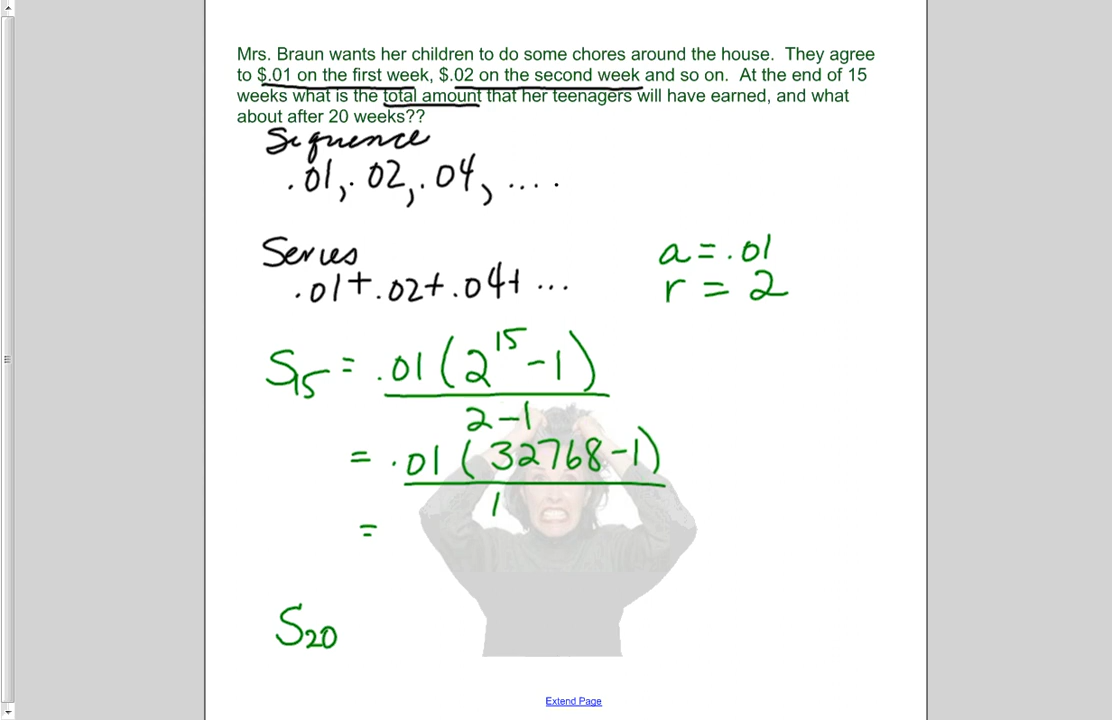 Mrs. Braun wants her children to do some chores around the house. They agree
to $.01 on the first week, $.02 on the second week and so on. At the end of 15
weeks what is the total amount that her teenagers will have earned, and what
about after 20 weeks??
Sequence
.01, .02, .04, ....
Series
.01+.02+.04+ ...
a = .01
r = 2
S15 = .01(2^15-1)
2-1
= .01(32768-1)
1
=
S20
Extend Page